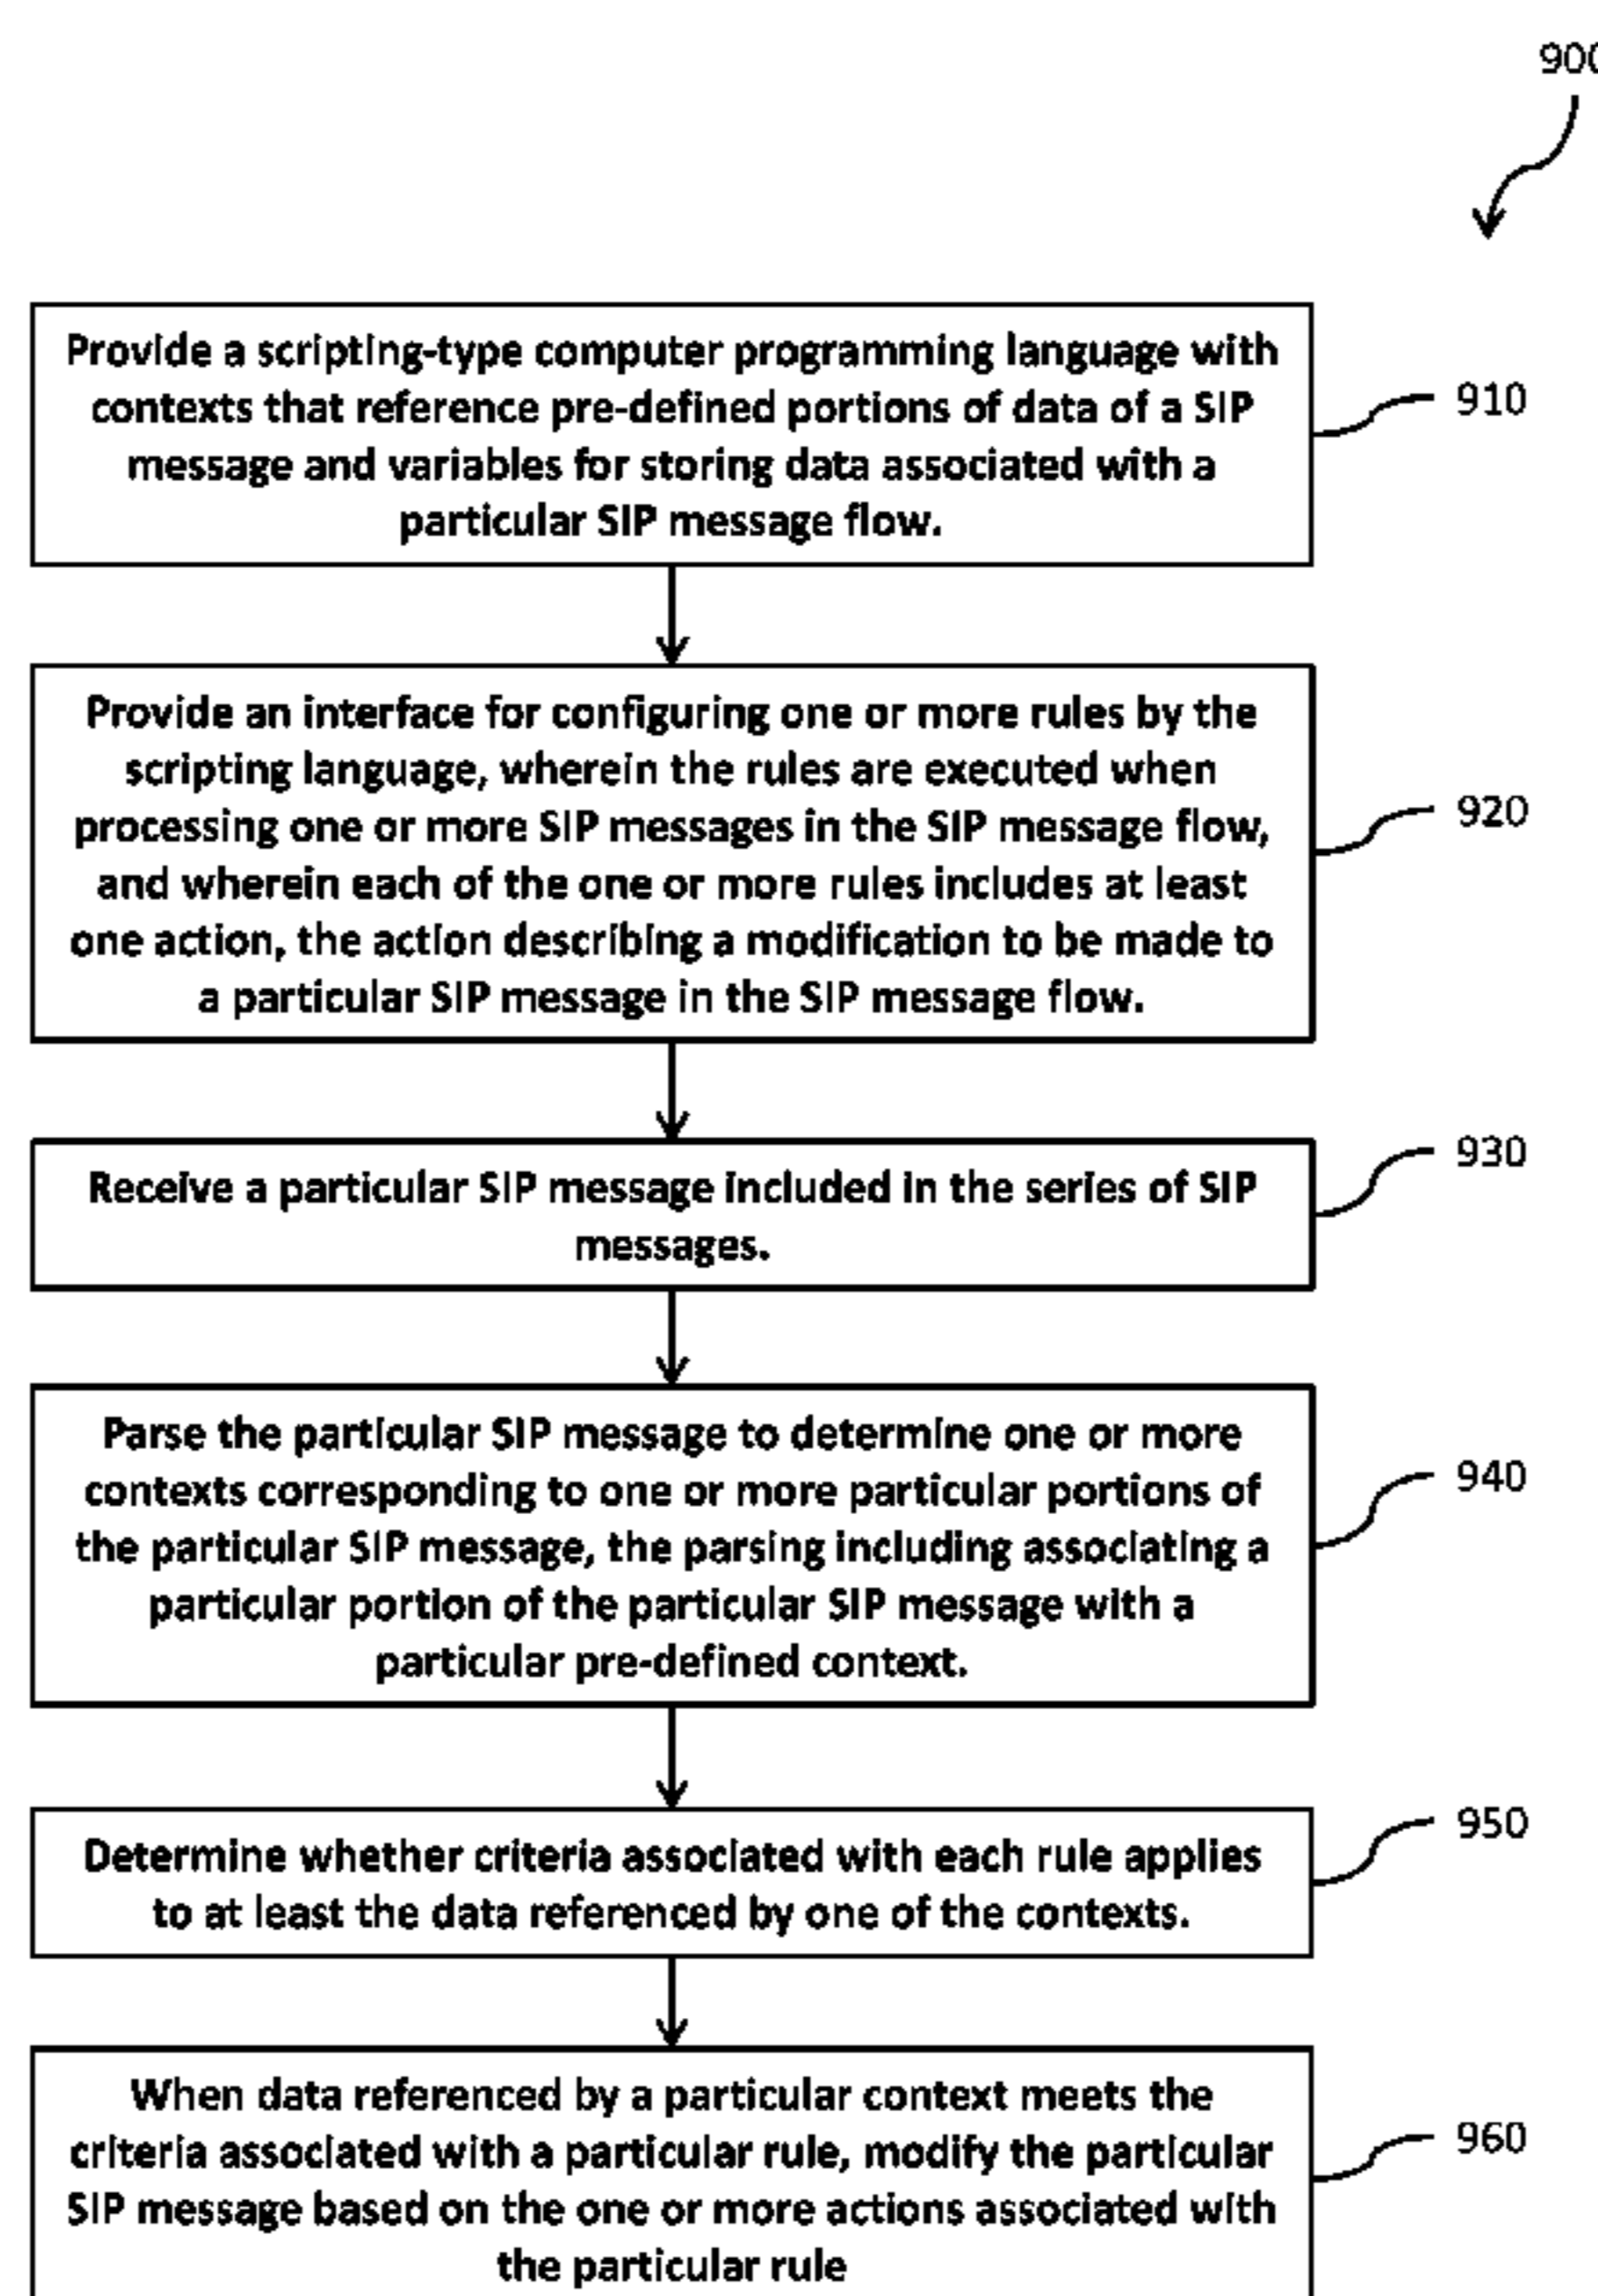 900
Provide a scripting-type computer programming language with
contexts that reference pre-defined portions of data of a SIP
message and variables for storing data associated with a
particular SIP message flow.
910
Provide an interface for configuring one or more rules by the
scripting language, wherein the rules are executed when
processing one or more SIP messages in the SIP message flow,
and wherein each of the one or more rules includes at least
one action, the action describing a modification to be made to
a particular SIP message in the SIP message flow.
920
Receive a particular SIP message included in the series of SIP
messages.
930
Parse the particular SIP message to determine one or more
contexts corresponding to one or more particular portions of
the particular SIP message, the parsing including associating a
particular portion of the particular SIP message with a
particular pre-defined context.
940
Determine whether criteria associated with each rule applies
to at least the data referenced by one of the contexts.
950
When data referenced by a particular context meets the
criteria associated with a particular rule, modify the particular
SIP message based on the one or more actions associated with
the particular rule
960